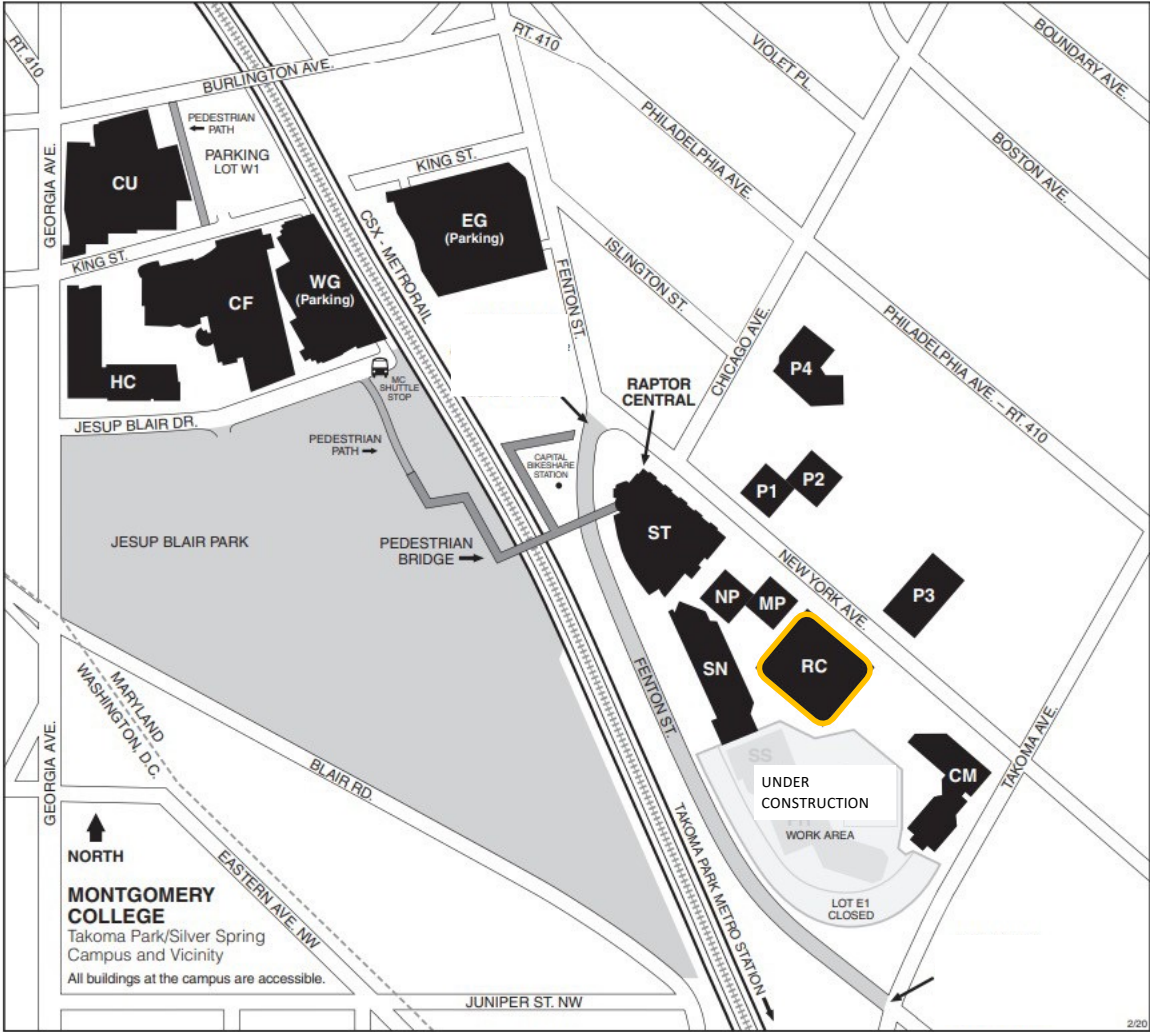 RT. 410
BURLINGTON AVE.
RT. 410
VIOLET PL.
BOUNDARY AVE.
GEORGIA AVE.
PEDESTRIAN
PATH
PARKING
LOT W1
CU
KING ST.
PHILADELPHIA AVE.
BOSTON AVE.
KING ST.
CSX - METRORAIL
EG
(Parking)
FENTON ST.
ISLINGTON ST.
CF
WG
(Parking)
HC
CHICAGO AVE.
PHILADELPHIA AVE. – RT. 410
P4
MC
SHUTTLE
STOP
JESUP BLAIR DR.
RAPTOR
CENTRAL
PEDESTRIAN
PATH
CAPITAL
BIKESHARE
STATION
P1
P2
JESUP BLAIR PARK
PEDESTRIAN
BRIDGE
ST
NEW YORK AVE.
NP
MP
P3
SN
RC
FENTON ST.
MARYLAND
WASHINGTON, D.C.
GEORGIA AVE.
BLAIR RD.
SS
UNDER
CONSTRUCTION
WORK AREA
CM
TAKOMA AVE.
TAKOMA PARK METRO STATION
LOT E1
CLOSED
NORTH
EASTERN AVE. NW
MONTGOMERY
COLLEGE
Takoma Park/Silver Spring
Campus and Vicinity
All buildings at the campus are accessible.
JUNIPER ST. NW
2/20